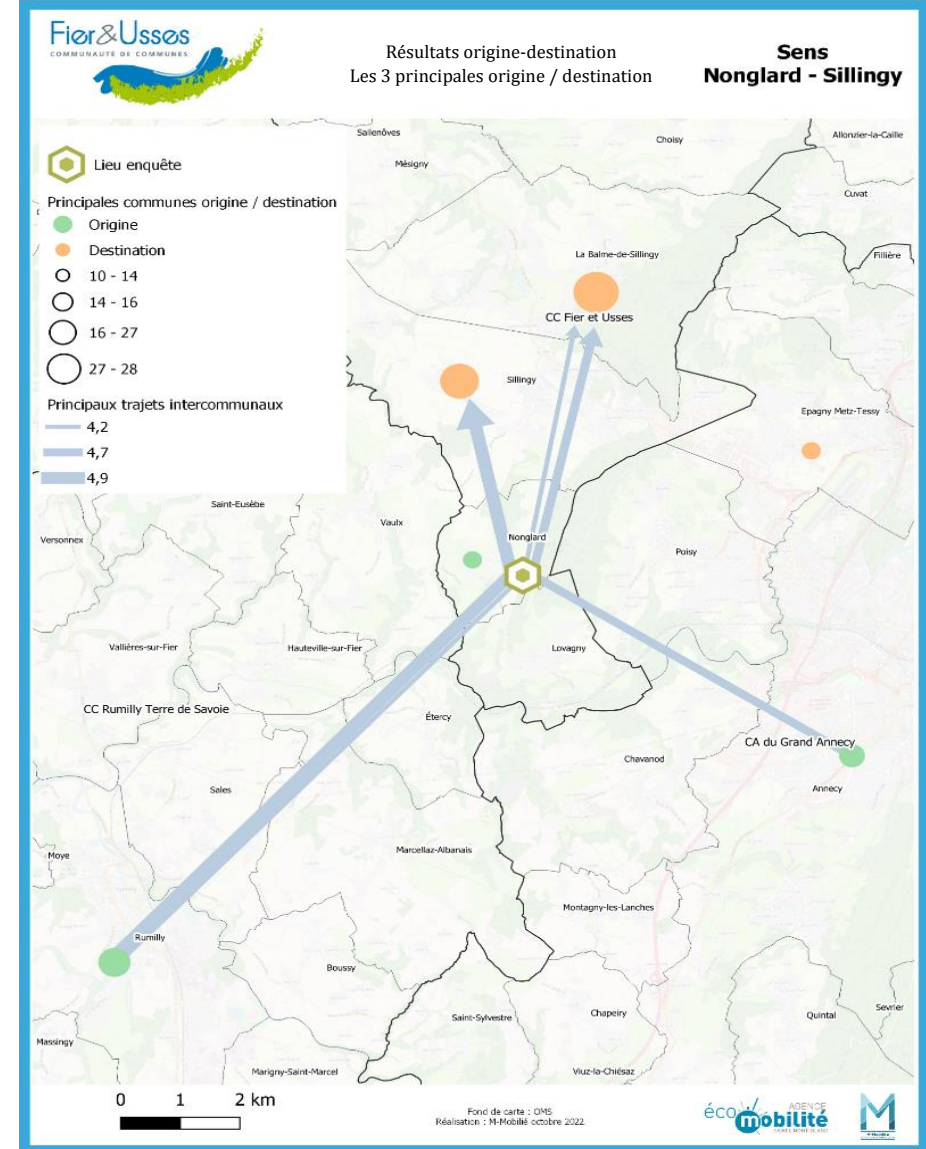 Fier&Usses
COMMUNAUTÉ DE COMMUNES
Résultats origine-destination
Les 3 principales origine / destination
Sens
Nonglard - Sillingy
Lieu enquête
Principales communes origine / destination
Origine
Destination
10 - 14
14 - 16
16 - 27
27 - 28
Principaux trajets intercommunaux
4,2
4,7
4,9
Sallenôves
Choisy
Allonzier-la-Caille
Mésigny
Cuvat
La Balme-de-Sillingy
Fillière
CC Fier et Usses
Sillingy
Epagny Metz-Tessy
Saint-Eusèbe
Vaulx
Versonnex
Nonglard
Poisy
Vallières-sur-Fier
Hauteville-sur-Fier
Lovagny
CC Rumilly Terre de Savoie
Étercy
CA du Grand Annecy
Chavanod
Annecy
Sales
Moye
Marcellaz-Albanais
Montagny-les-Lanches
Rumilly
Boussy
Saint-Sylvestre
Chapeiry
Quintal
Sevrier
Massingy
Marigny-Saint-Marcel
Viuz-la-Chiésaz
0 1 2 km
Fond de carte : OMS
Réalisation : M-Mobilié octobre 2022
AGENCE
écomobilité
M